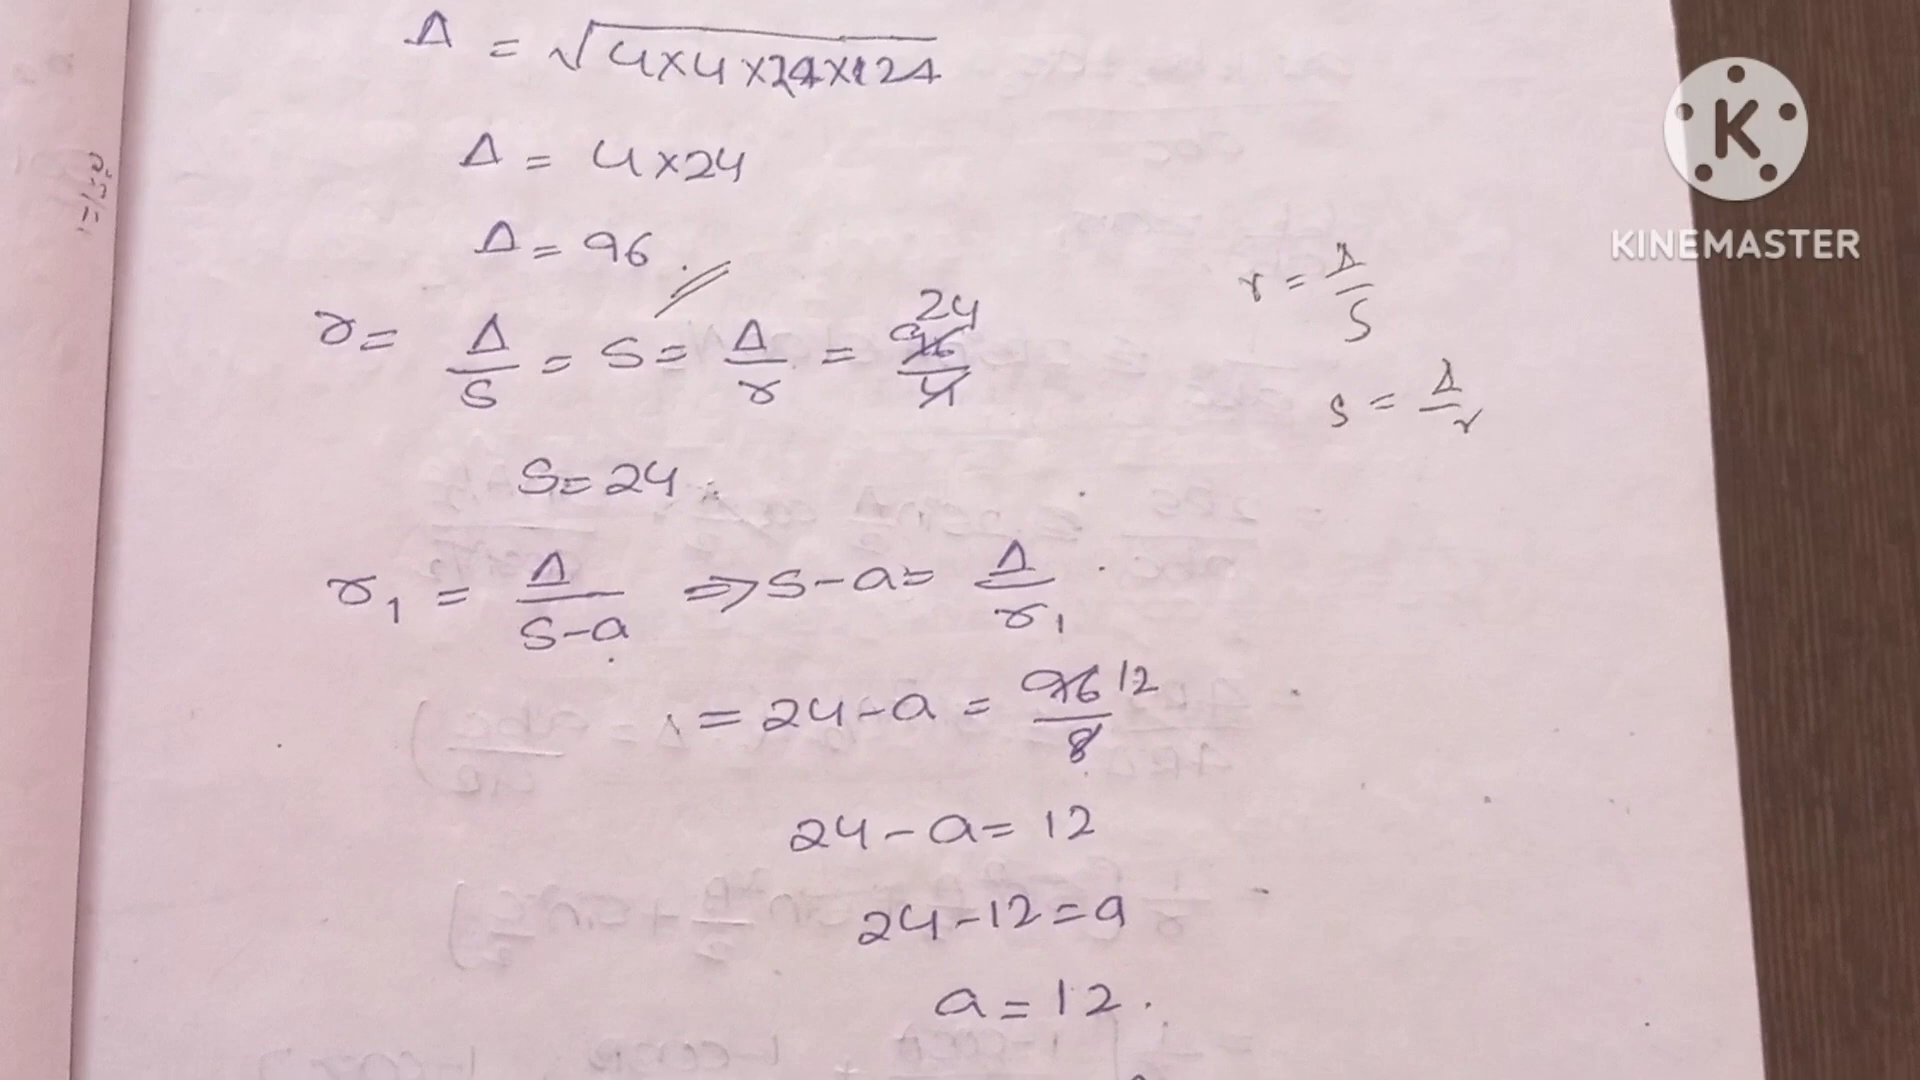 Δ = √4×4×24×24
Δ = 4×24
Δ = 96
r = Δ/S = S = Δ/r = 96/4 24
S = 24
r₁ = Δ/S-a ⇒ S-a = Δ/r₁
= 24-a = 96/8 12
24-a = 12
24-12 = a
a = 12.
r = Δ/S
S = Δ/r
K
KINEMASTER